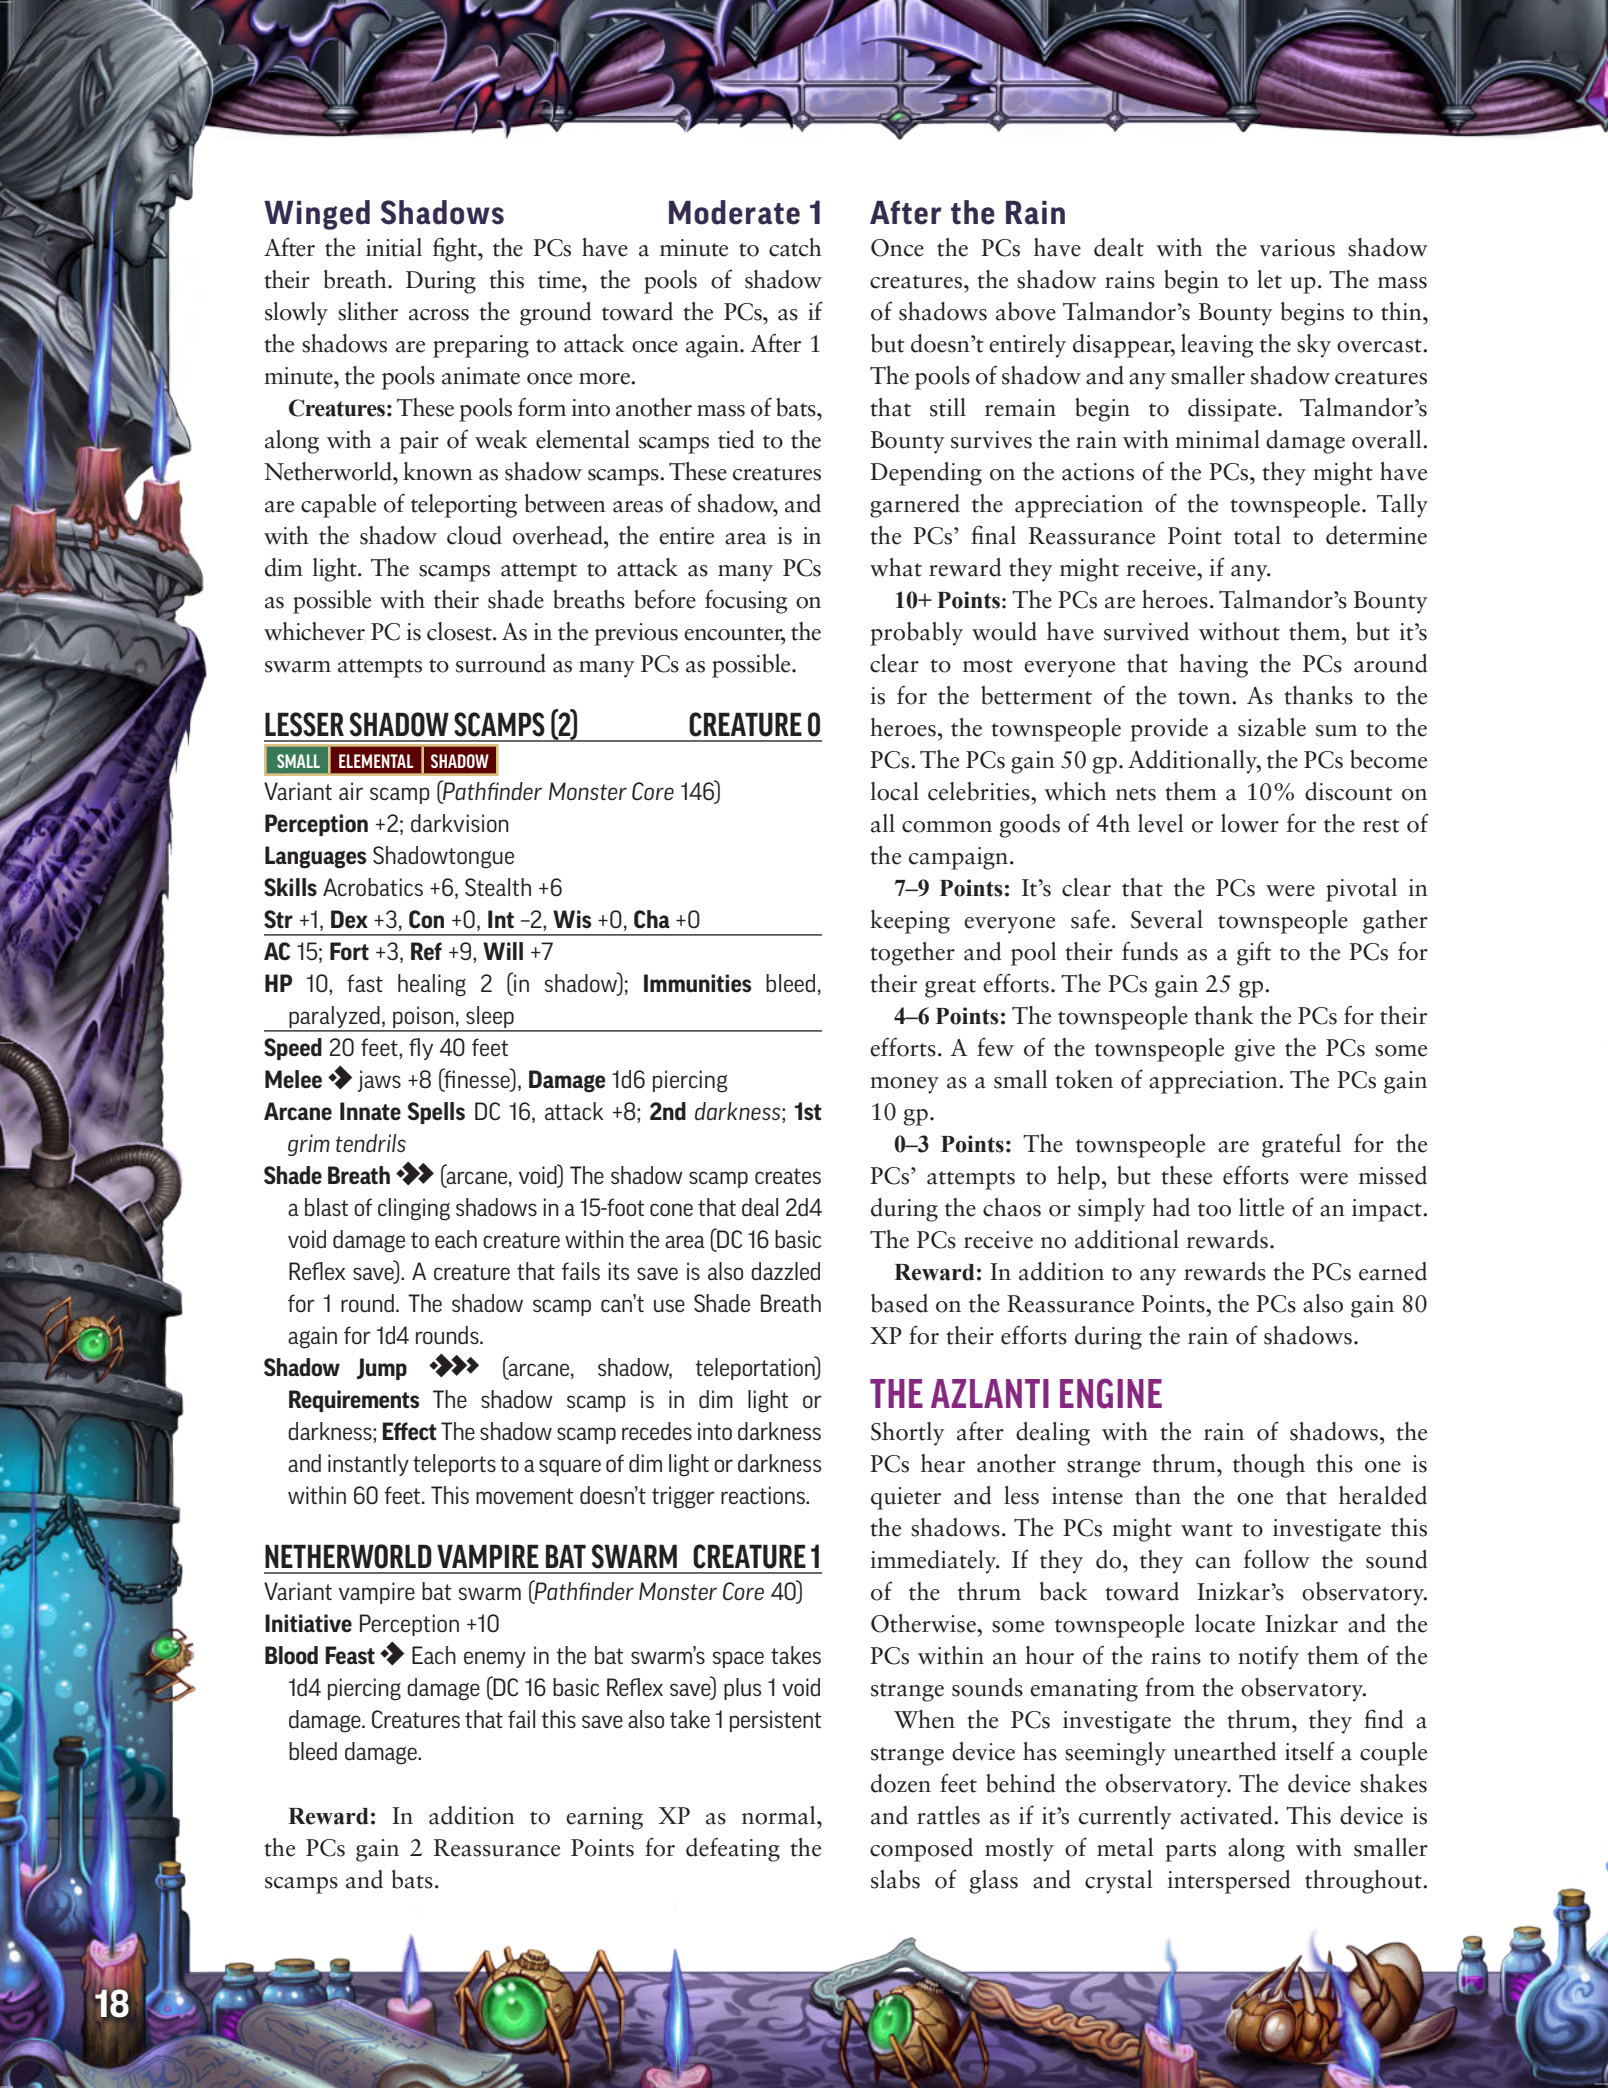 Winged Shadows Moderate 1
After the initial fight, the PCs have a minute to catch
their breath. During this time, the pools of shadow
slowly slither across the ground toward the PCs, as if
the shadows are preparing to attack once again. After 1
minute, the pools animate once more.
Creatures: These pools form into another mass of bats,
along with a pair of weak elemental scamps tied to the
Netherworld, known as shadow scamps. These creatures
are capable of teleporting between areas of shadow, and
with the shadow cloud overhead, the entire area is in
dim light. The scamps attempt to attack as many PCs
as possible with their shade breaths before focusing on
whichever PC is closest. As in the previous encounter, the
swarm attempts to surround as many PCs as possible.
LESSER SHADOW SCAMPS (2) CREATURE 0
SMALL ELEMENTAL SHADOW
Variant air scamp (Pathfinder Monster Core 146)
Perception +2; darkvision
Languages Shadowtongue
Skills Acrobatics +6, Stealth +6
Str +1, Dex +3, Con +0, Int –2, Wis +0, Cha +0
AC 15; Fort +3, Ref +9, Will +7
HP 10, fast healing 2 (in shadow); Immunities bleed,
paralyzed, poison, sleep
Speed 20 feet, fly 40 feet
Melee jaws +8 (finesse), Damage 1d6 piercing
Arcane Innate Spells DC 16, attack +8; 2nd darkness; 1st
grim tendrils
Shade Breath (arcane, void) The shadow scamp creates
a blast of clinging shadows in a 15-foot cone that deal 2d4
void damage to each creature within the area (DC 16 basic
Reflex save). A creature that fails its save is also dazzled
for 1 round. The shadow scamp can't use Shade Breath
again for 1d4 rounds.
Shadow Jump (arcane, shadow, teleportation)
Requirements The shadow scamp is in dim light or
darkness; Effect The shadow scamp recedes into darkness
and instantly teleports to a square of dim light or darkness
within 60 feet. This movement doesn't trigger reactions.
NETHERWORLD VAMPIRE BAT SWARM CREATURE 1
Variant vampire bat swarm (Pathfinder Monster Core 40)
Initiative Perception +10
Blood Feast Each enemy in the bat swarm's space takes
1d4 piercing damage (DC 16 basic Reflex save) plus 1 void
damage. Creatures that fail this save also take 1 persistent
bleed damage.
Reward: In addition to earning XP as normal,
the PCs gain 2 Reassurance Points for defeating the
scamps and bats.
After the Rain
Once the PCs have dealt with the various shadow
creatures, the shadow rains begin to let up. The mass
of shadows above Talmandor's Bounty begins to thin,
but doesn't entirely disappear, leaving the sky overcast.
The pools of shadow and any smaller shadow creatures
that still remain begin to dissipate. Talmandor's
Bounty survives the rain with minimal damage overall.
Depending on the actions of the PCs, they might have
garnered the appreciation of the townspeople. Tally
the PCs' final Reassurance Point total to determine
what reward they might receive, if any.
10+ Points: The PCs are heroes. Talmandor's Bounty
probably would have survived without them, but it's
clear to most everyone that having the PCs around
is for the betterment of the town. As thanks to the
heroes, the townspeople provide a sizable sum to the
PCs. The PCs gain 50 gp. Additionally, the PCs become
local celebrities, which nets them a 10% discount on
all common goods of 4th level or lower for the rest of
the campaign.
7–9 Points: It's clear that the PCs were pivotal in
keeping everyone safe. Several townspeople gather
together and pool their funds as a gift to the PCs for
their great efforts. The PCs gain 25 gp.
4–6 Points: The townspeople thank the PCs for their
efforts. A few of the townspeople give the PCs some
money as a small token of appreciation. The PCs gain
10 gp.
0–3 Points: The townspeople are grateful for the
PCs' attempts to help, but these efforts were missed
during the chaos or simply had too little of an impact.
The PCs receive no additional rewards.
Reward: In addition to any rewards the PCs earned
based on the Reassurance Points, the PCs also gain 80
XP for their efforts during the rain of shadows.
THE AZLANTI ENGINE
Shortly after dealing with the rain of shadows, the
PCs hear another strange thrum, though this one is
quieter and less intense than the one that heralded
the shadows. The PCs might want to investigate this
immediately. If they do, they can follow the sound
of the thrum back toward Inizkar's observatory.
Otherwise, some townspeople locate Inizkar and the
PCs within an hour of the rains to notify them of the
strange sounds emanating from the observatory.
When the PCs investigate the thrum, they find a
strange device has seemingly unearthed itself a couple
dozen feet behind the observatory. The device shakes
and rattles as if it's currently activated. This device is
composed mostly of metal parts along with smaller
slabs of glass and crystal interspersed throughout.
18